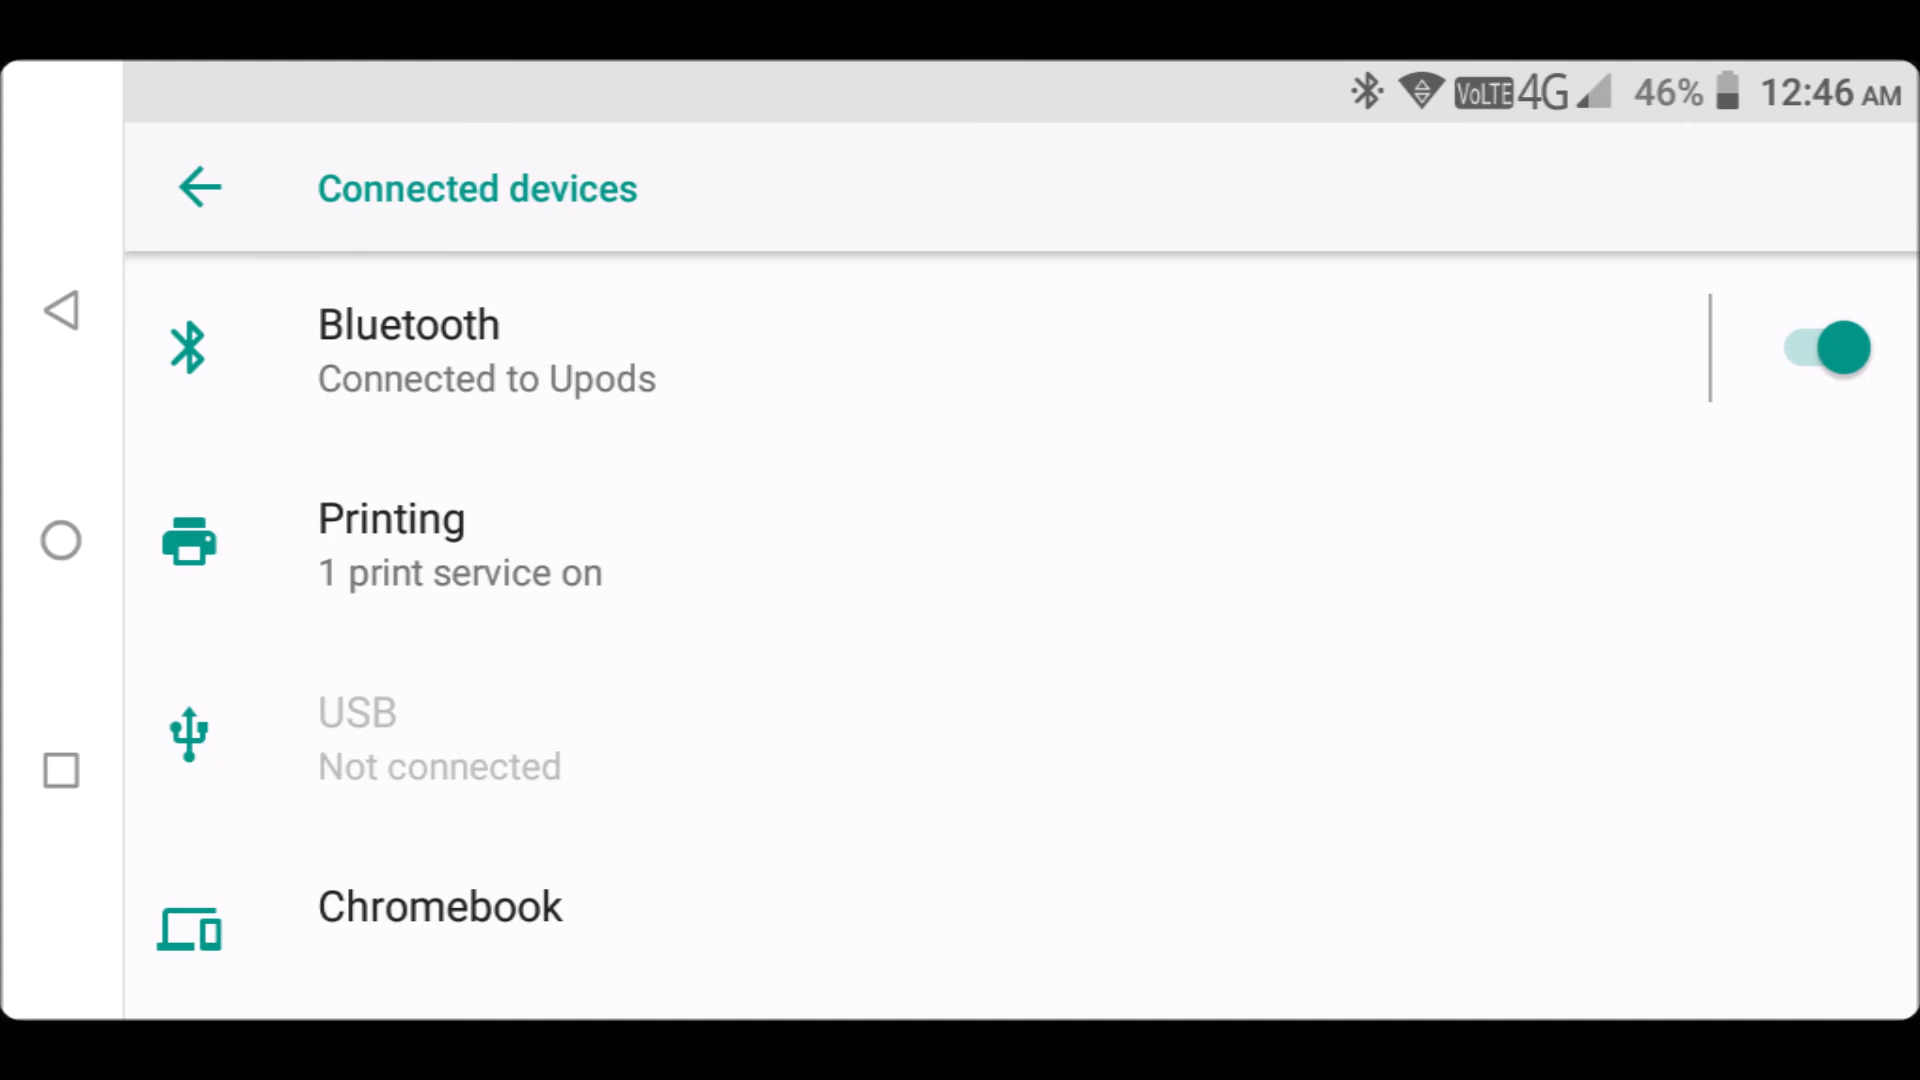 VoLTE 4G 46% 12:46 AM
Connected devices
Bluetooth
Connected to Upods
Printing
1 print service on
USB
Not connected
Chromebook